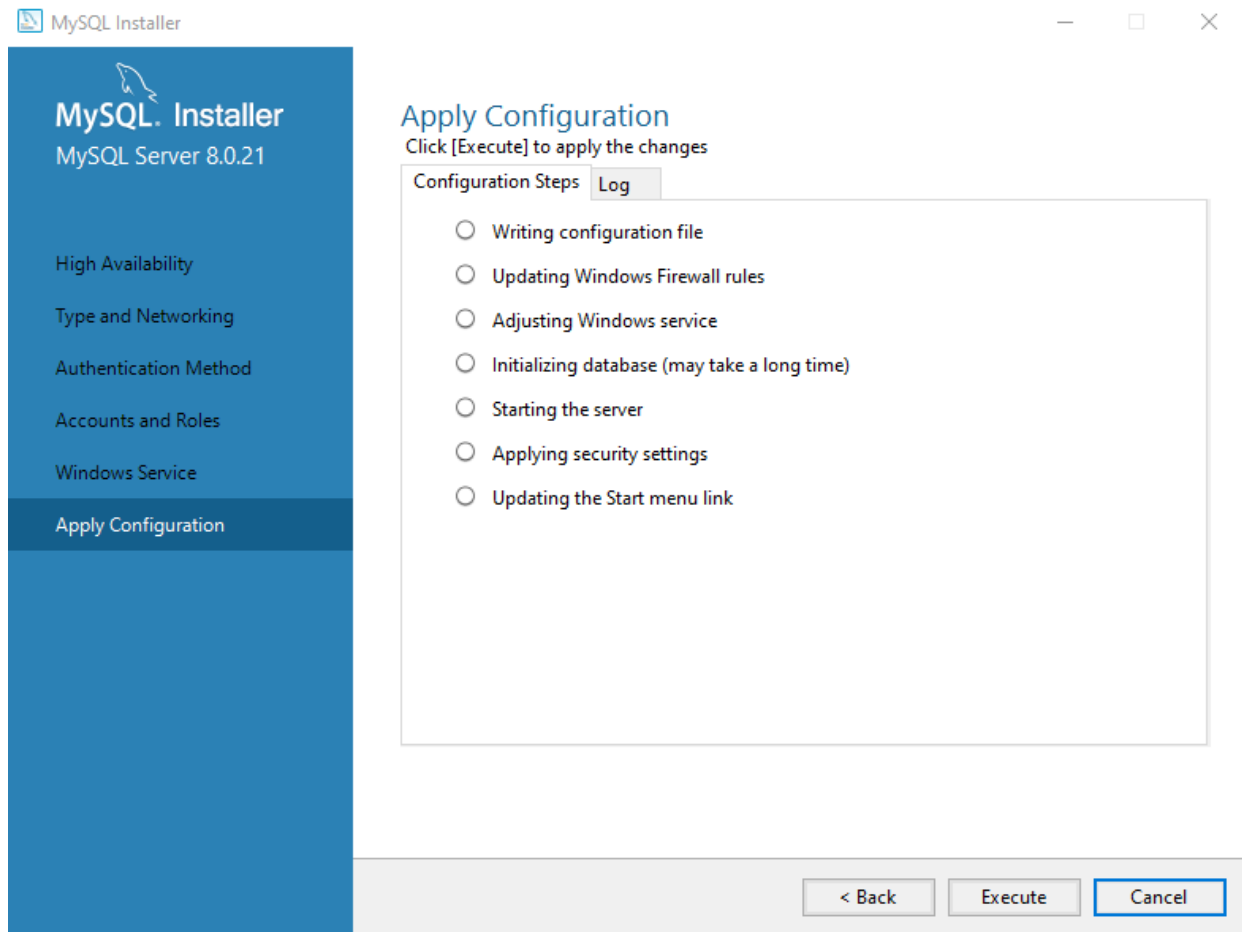 MySQL Installer
MySQL. Installer
MySQL Server 8.0.21
High Availability
Type and Networking
Authentication Method
Accounts and Roles
Windows Service
Apply Configuration
Apply Configuration
Click [Execute] to apply the changes
Configuration Steps Log
Writing configuration file
Updating Windows Firewall rules
Adjusting Windows service
Initializing database (may take a long time)
Starting the server
Applying security settings
Updating the Start menu link
< Back Execute Cancel